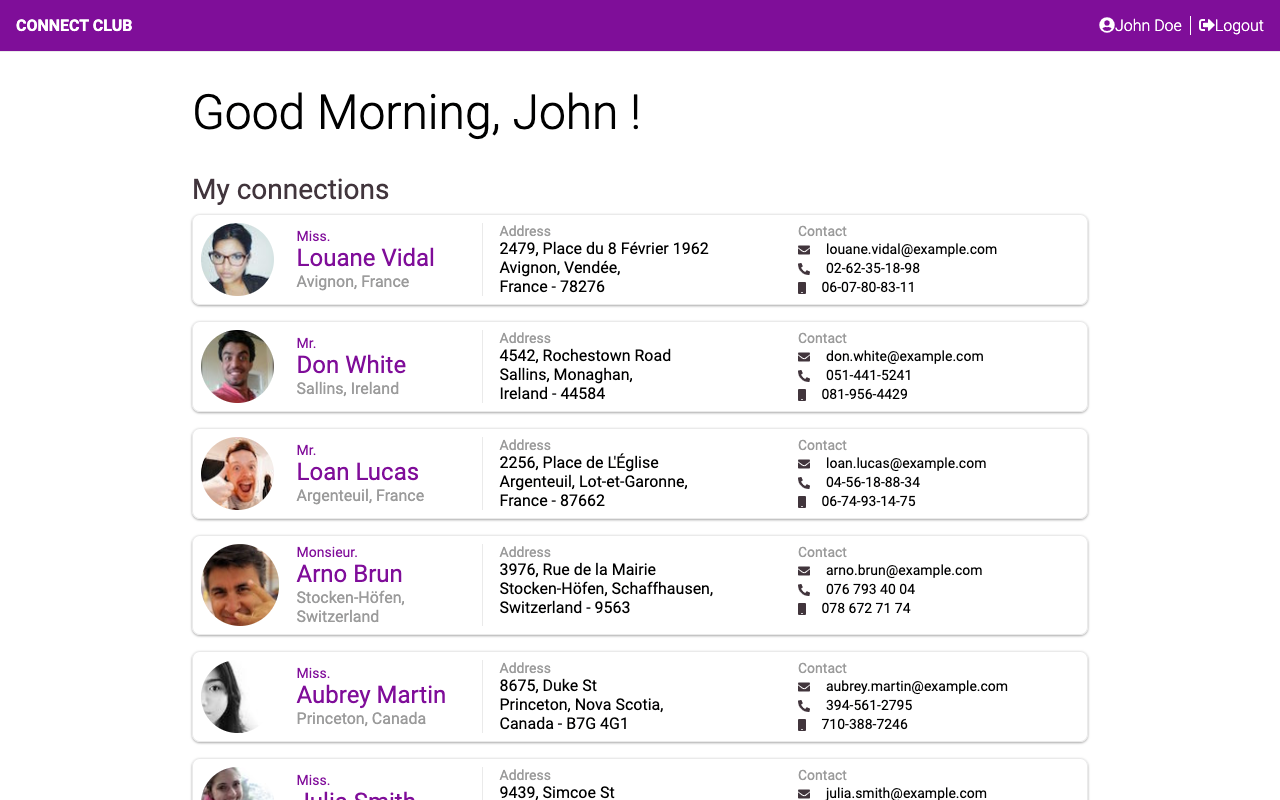 CONNECT CLUB
John Doe
Logout
Good Morning, John !
My connections
Miss.
Louane Vidal
Avignon, France
Address
2479, Place du 8 Février 1962
Avignon, Vendée,
France - 78276
Contact
louane.vidal@example.com
02-62-35-18-98
06-07-80-83-11
Mr.
Don White
Sallins, Ireland
Address
4542, Rochestown Road
Sallins, Monaghan,
Ireland - 44584
Contact
don.white@example.com
051-441-5241
081-956-4429
Mr.
Loan Lucas
Argenteuil, France
Address
2256, Place de L'Église
Argenteuil, Lot-et-Garonne,
France - 87662
Contact
loan.lucas@example.com
04-56-18-88-34
06-74-93-14-75
Monsieur.
Arno Brun
Stocken-Höfen,
Switzerland
Address
3976, Rue de la Mairie
Stocken-Höfen, Schaffhausen,
Switzerland - 9563
Contact
arno.brun@example.com
076 793 40 04
078 672 71 74
Miss.
Aubrey Martin
Princeton, Canada
Address
8675, Duke St
Princeton, Nova Scotia,
Canada - B7G 4G1
Contact
aubrey.martin@example.com
394-561-2795
710-388-7246
Miss.
Julia Smith
Address
9439, Simcoe St
Contact
julia.smith@example.com